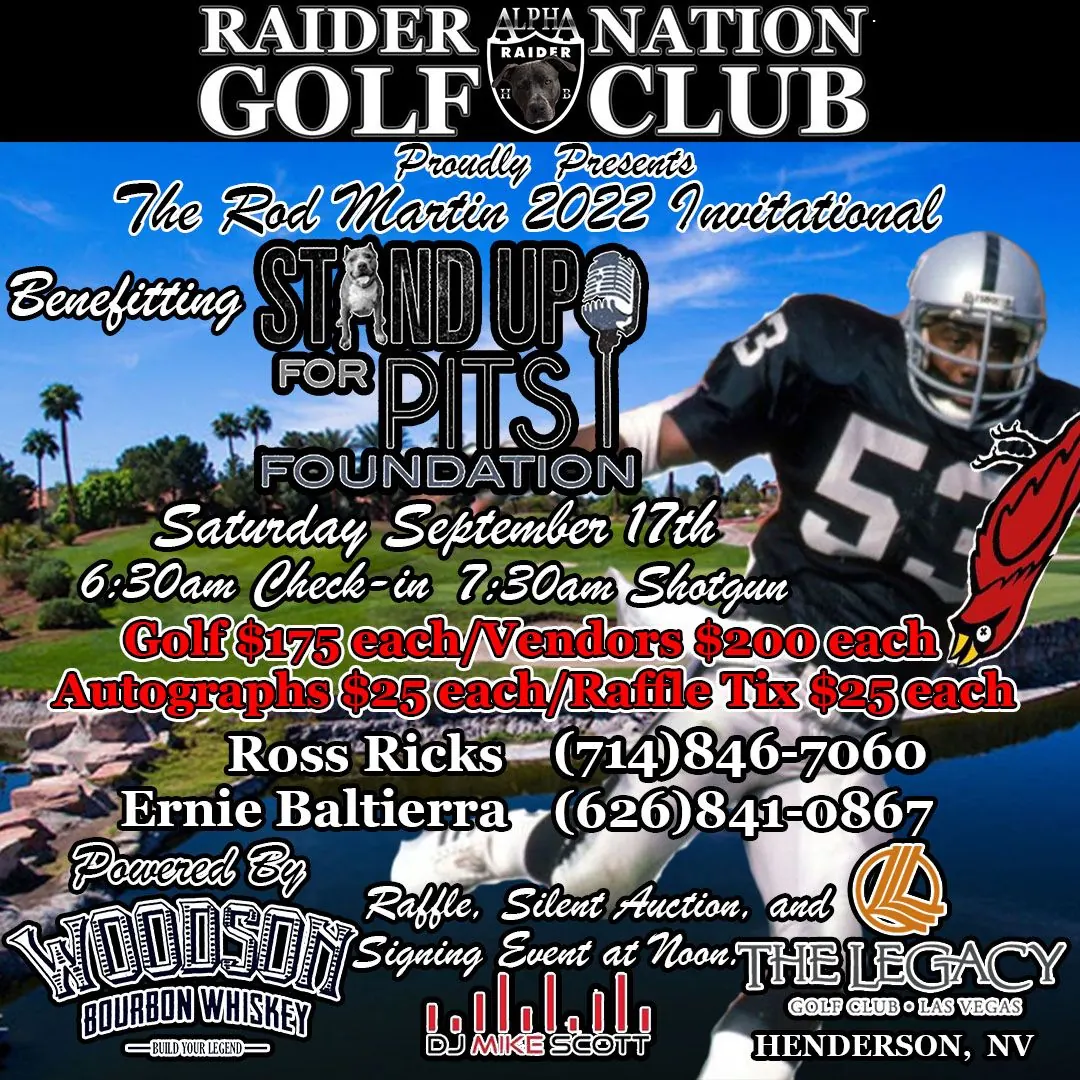 RAIDER NATION
GOLF CLUB
ALPHA
RAIDER
H B
Proudly Presents
The Rod Martin 2022 Invitational
Benefitting
STAND UP
FOR PITS
FOUNDATION
53
53
Saturday September 17th
6:30am Check-in 7:30am Shotgun
Golf $175 each/Vendors $200 each
Autographs $25 each/Raffle Tix $25 each
Ross Ricks (714)846-7060
Ernie Baltierra (626)841-0867
Powered By
WOODSON
BOURBON WHISKEY
BUILD YOUR LEGEND
Raffle, Silent Auction, and
Signing Event at Noon.
DJ MIKE SCOTT
THE LEGACY
GOLF CLUB • LAS VEGAS
HENDERSON, NV